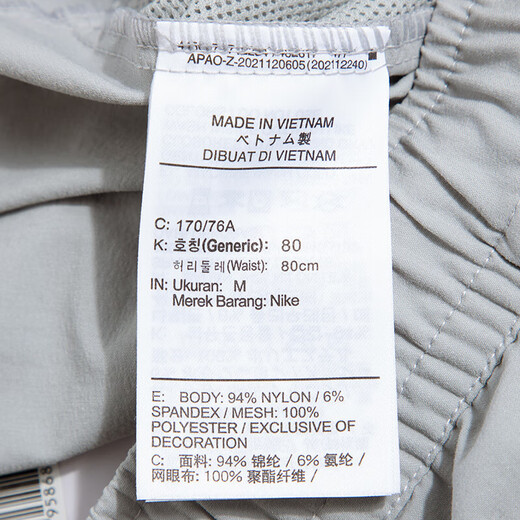 APAO-Z-2021120605(202112240)
MADE IN VIETNAM
ベトナム製
DIBUAT DI VIETNAM
C: 170/76A
K: 호칭(Generic): 80
허리둘레(Waist): 80cm
IN: Ukuran: M
Merek Barang: Nike
E: BODY: 94% NYLON / 6%
SPANDEX / MESH: 100%
POLYESTER / EXCLUSIVE OF
DECORATION
C: 面料: 94% 锦纶 / 6% 氨纶 /
网眼布: 100% 聚酯纤维 /